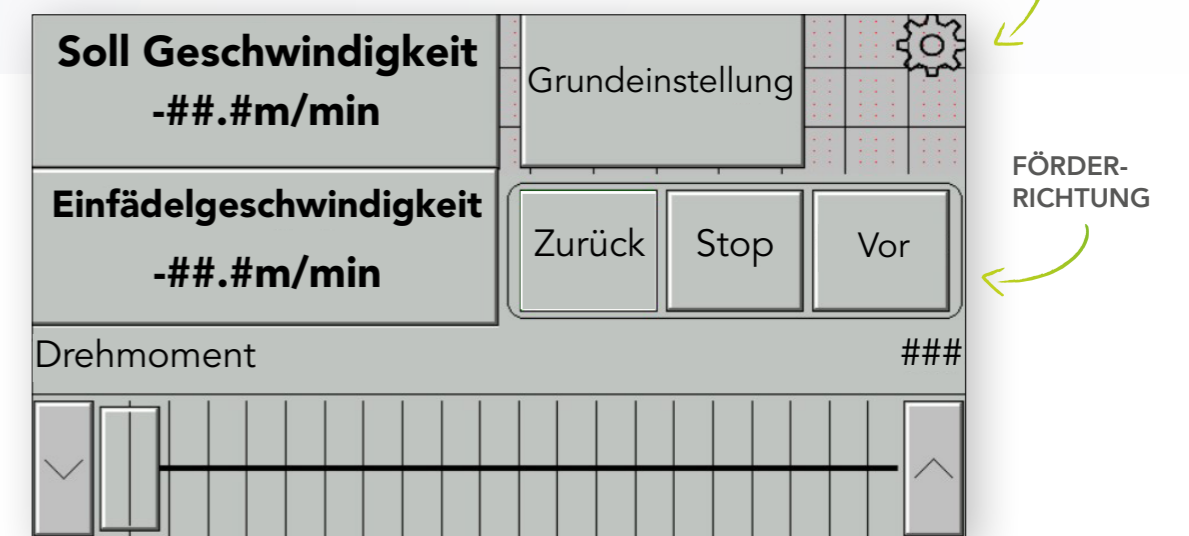 Soll Geschwindigkeit
-##.#m/min
Grundeinstellung
Einfädelgeschwindigkeit
-##.#m/min
Zurück
Stop
Vor
FÖRDER-
RICHTUNG
Drehmoment
###